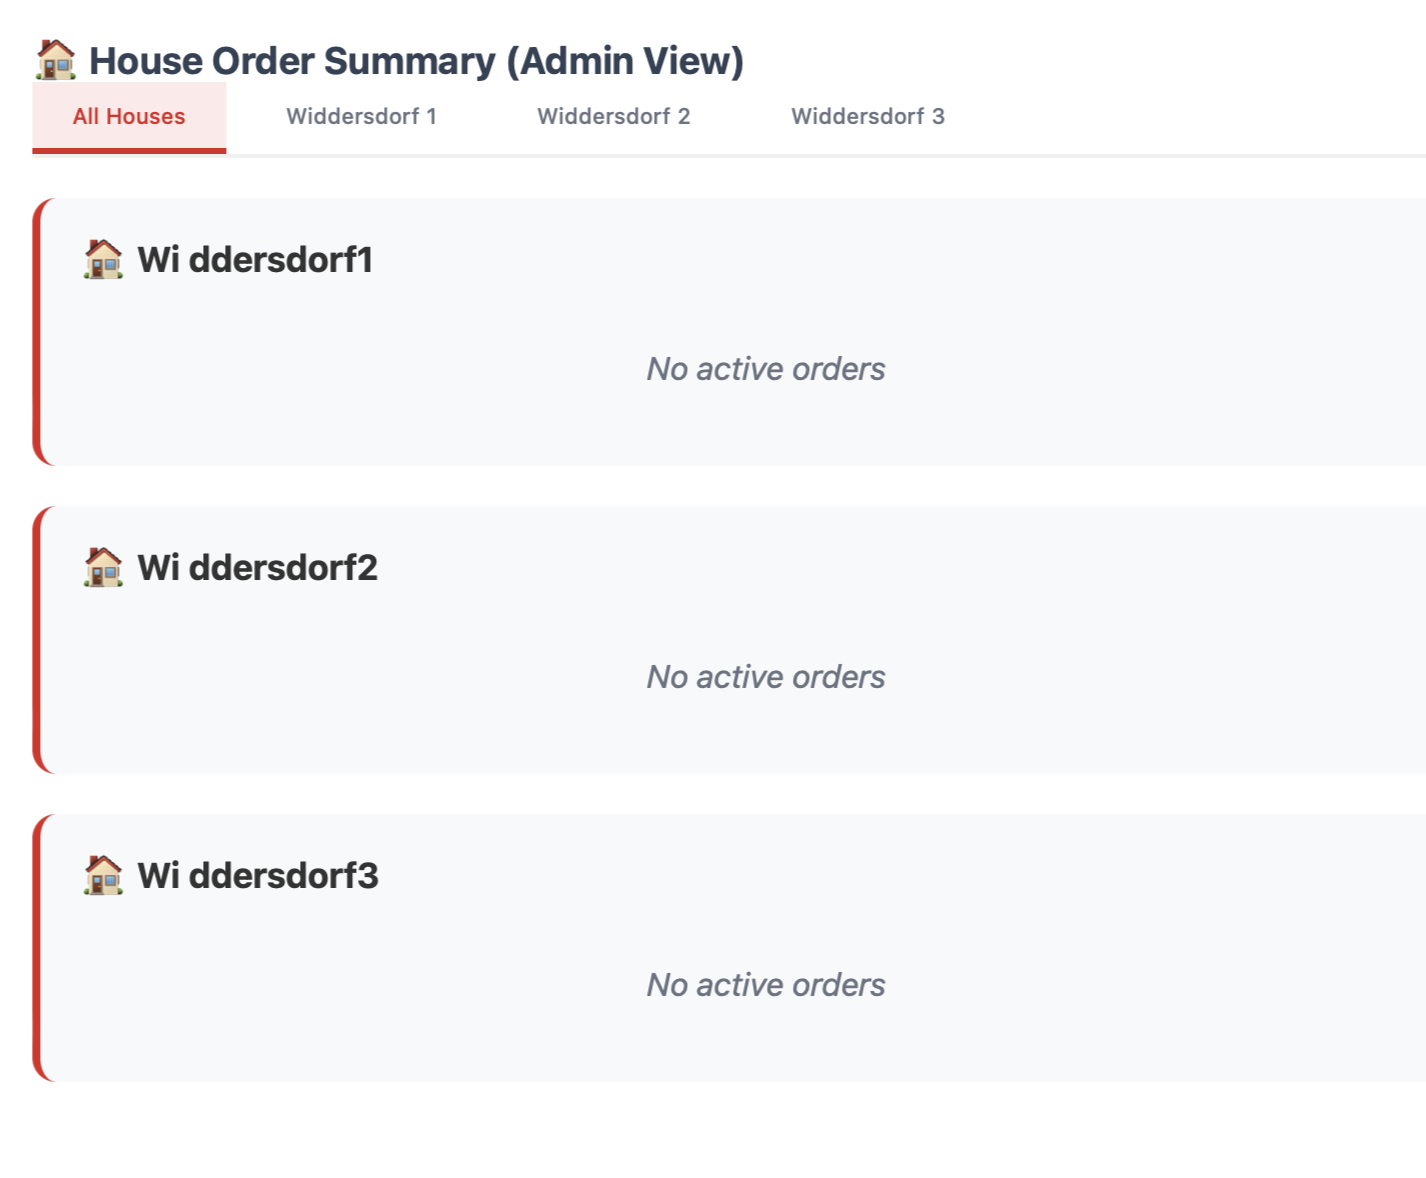 🏠 House Order Summary (Admin View)
All Houses Widdersdorf 1 Widdersdorf 2 Widdersdorf 3
🏠 Wi ddersdorf1
No active orders
🏠 Wi ddersdorf2
No active orders
🏠 Wi ddersdorf3
No active orders